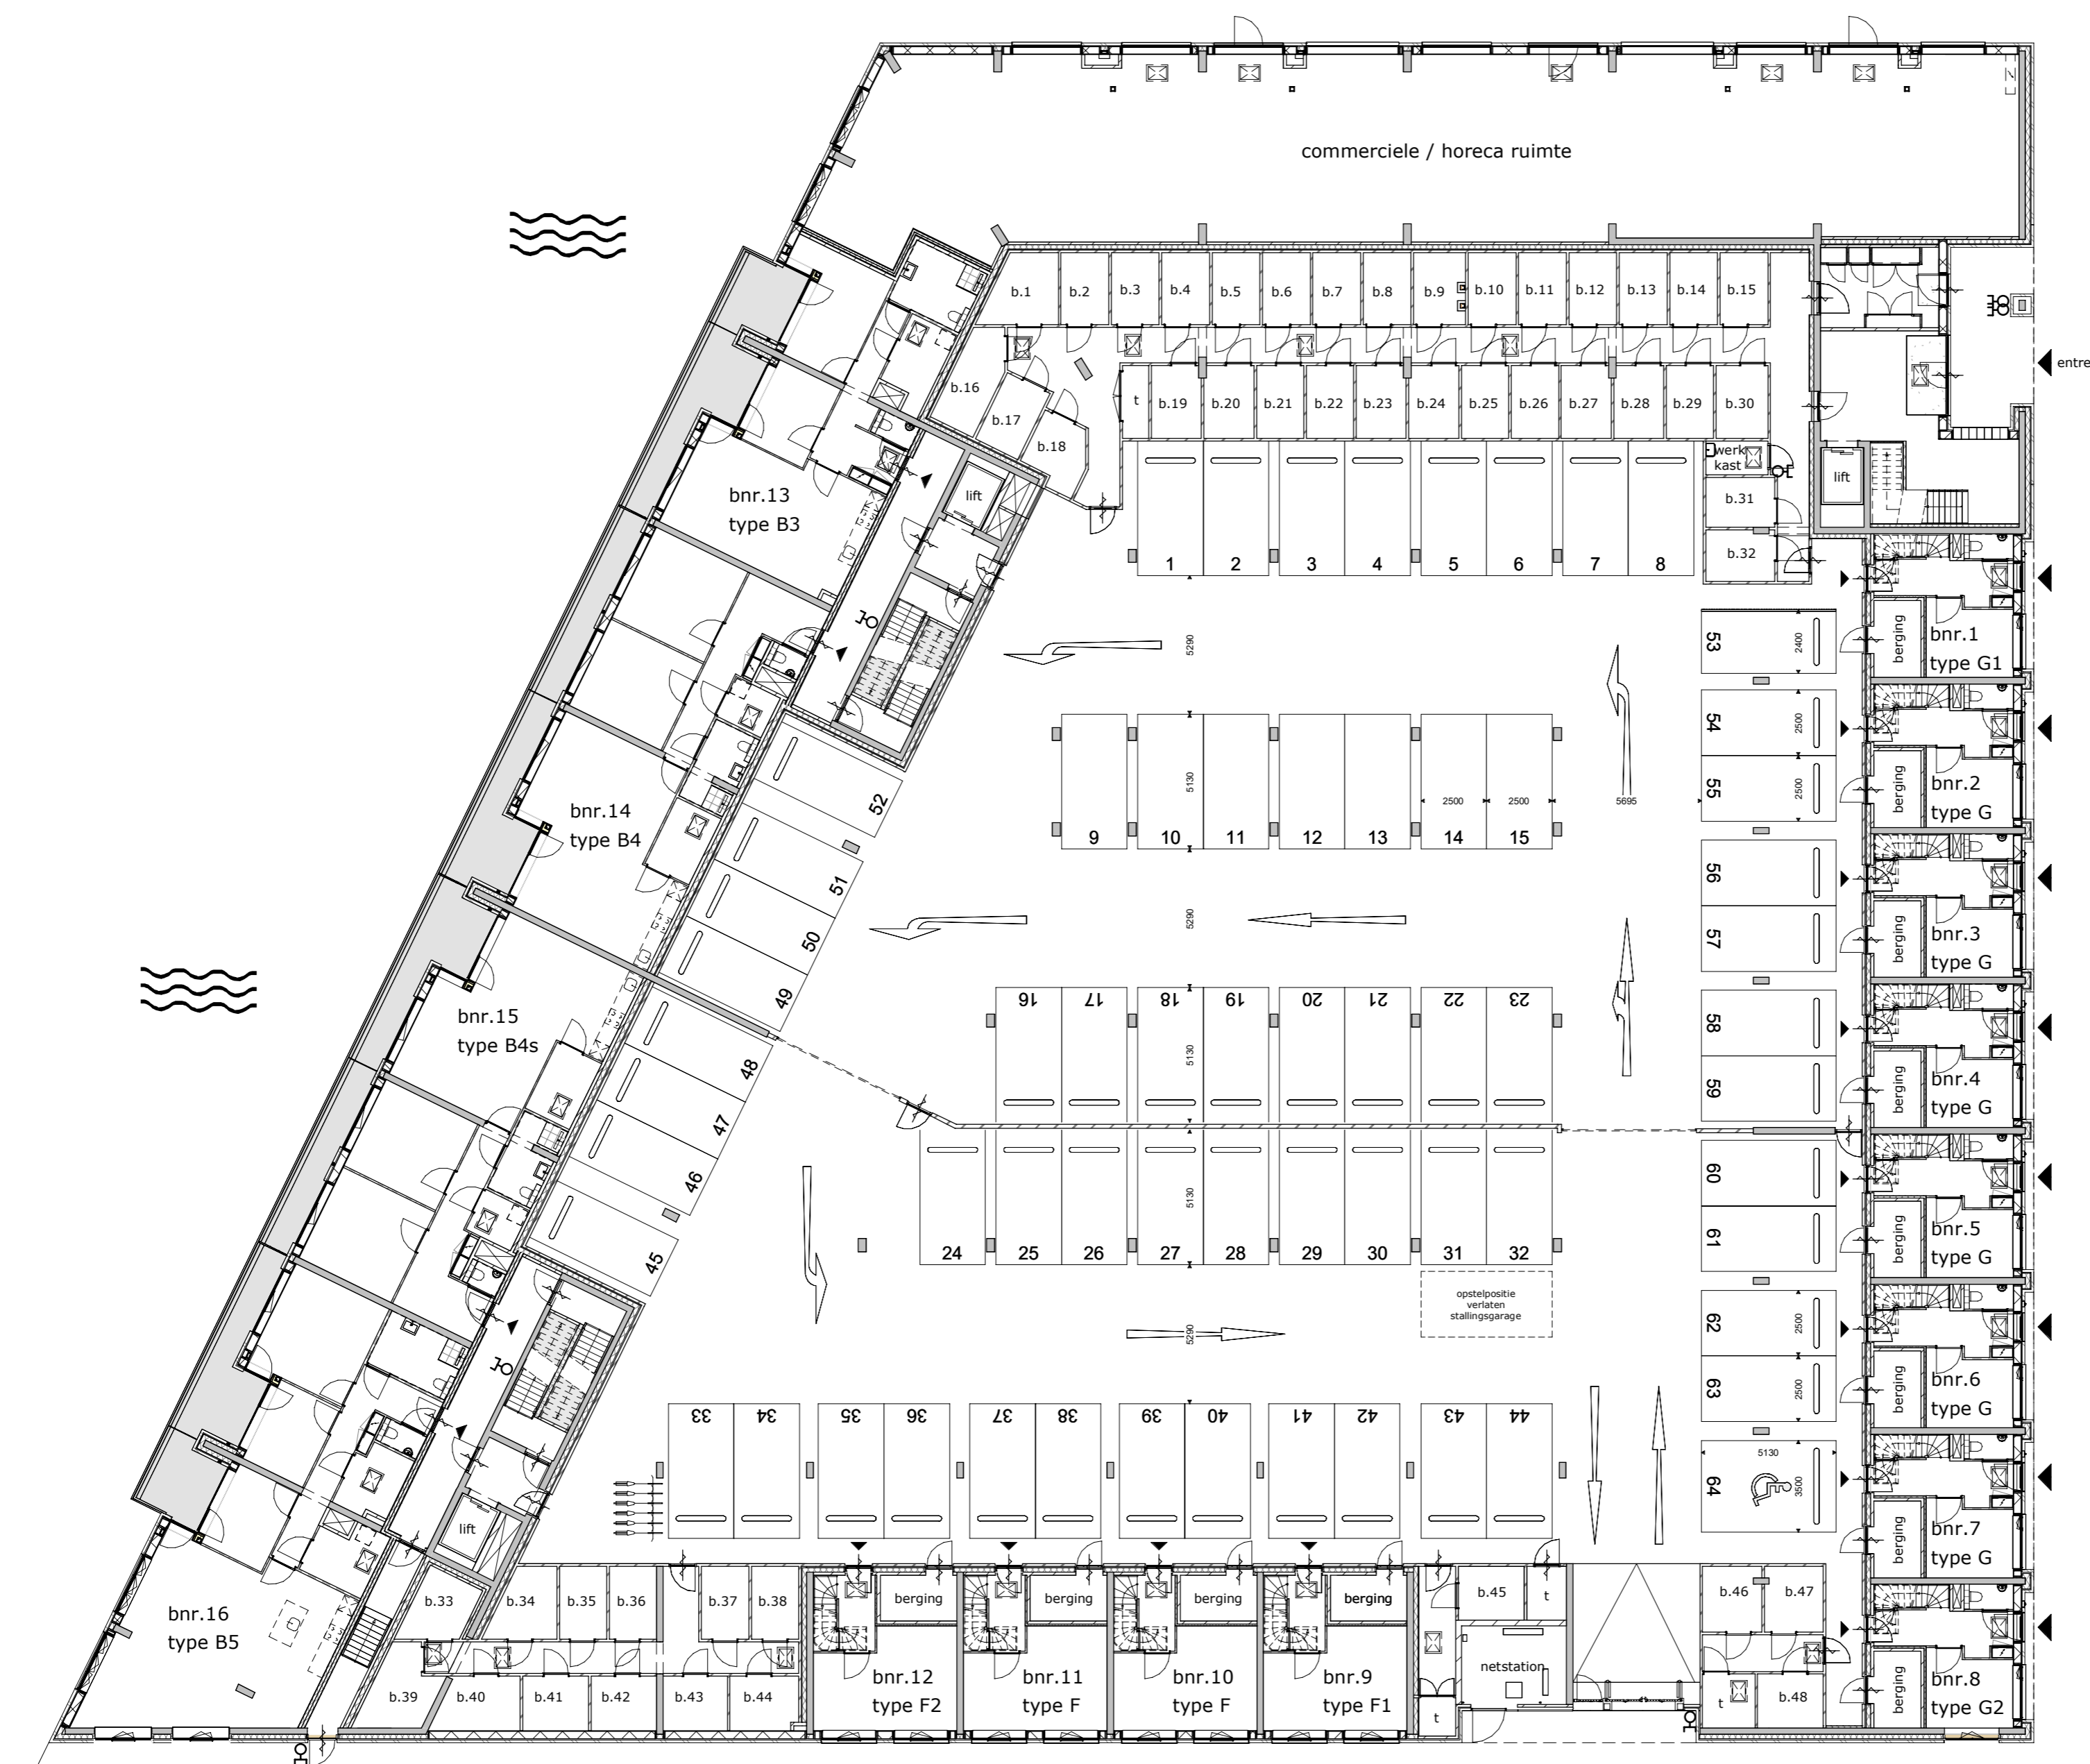 commerciele / horeca ruimte
b.1
b.2
b.3
b.4
b.5
b.6
b.7
b.8
b.9
b.10
b.11
b.12
b.13
b.14
b.15
entre
b.16
b.17
b.18
t
b.19
b.20
b.21
b.22
b.23
b.24
b.25
b.26
b.27
b.28
b.29
b.30
werk
kast
b.31
b.32
lift
lift
bnr.13
type B3
1
2
3
4
5
6
7
8
5290
53
2400
berging
bnr.1
type G1
54
2500
55
2500
berging
bnr.2
type G
9
10
5130
11
12
13
14
2500
15
2500
5695
52
bnr.14
type B4
51
50
49
5290
56
57
berging
bnr.3
type G
bnr.15
type B4s
48
47
46
45
16
17
18
5130
19
20
21
22
23
58
59
berging
bnr.4
type G
24
25
26
27
5130
28
29
30
31
32
60
61
berging
bnr.5
type G
opstelpositie
verlaten
stallingsgarage
5290
62
2500
63
2500
berging
bnr.6
type G
33
34
35
36
37
38
39
40
41
42
43
44
64
5130
3500
berging
bnr.7
type G
lift
bnr.16
type B5
b.33
b.34
b.35
b.36
b.37
b.38
b.39
b.40
b.41
b.42
b.43
b.44
berging
bnr.12
type F2
berging
bnr.11
type F
berging
bnr.10
type F
berging
bnr.9
type F1
b.45
t
netstation
t
b.46
b.47
t
b.48
berging
bnr.8
type G2